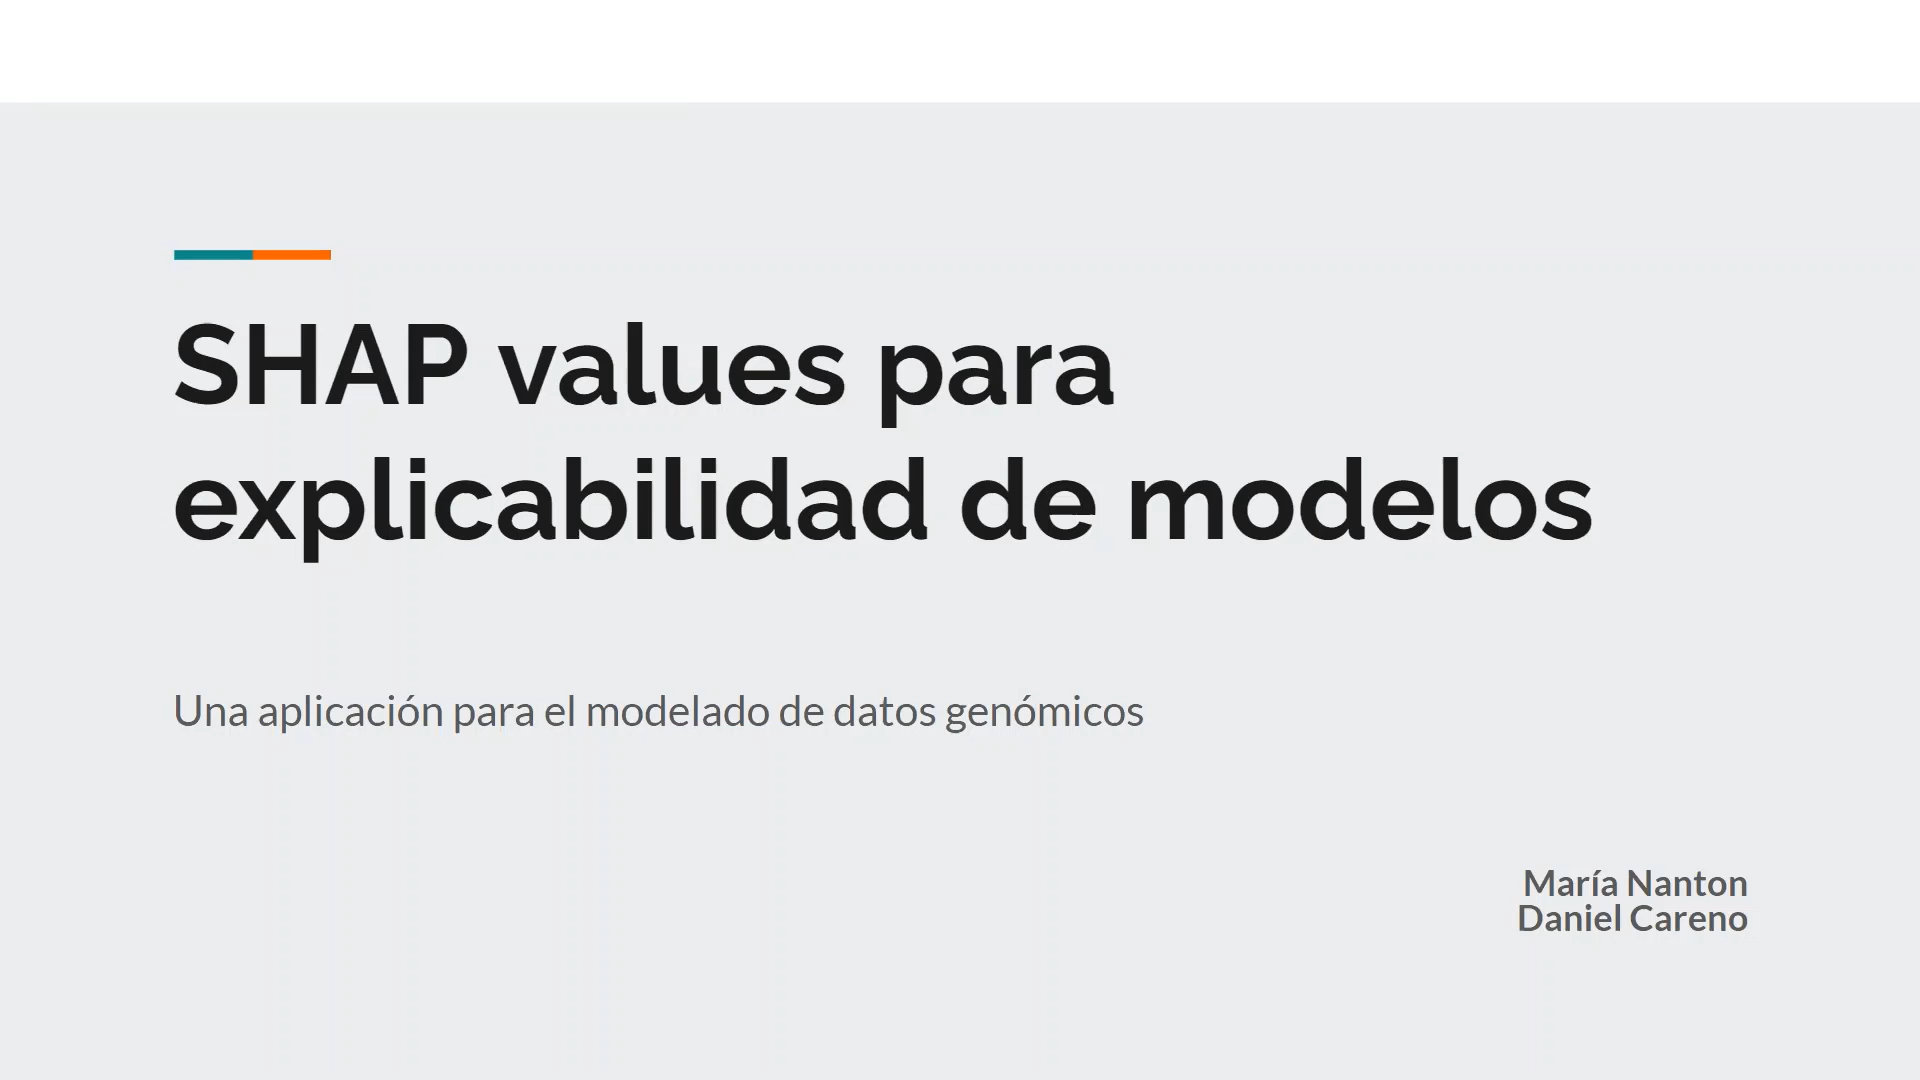 SHAP values para
explicabilidad de modelos
Una aplicación para el modelado de datos genómicos
María Nanton
Daniel Careno